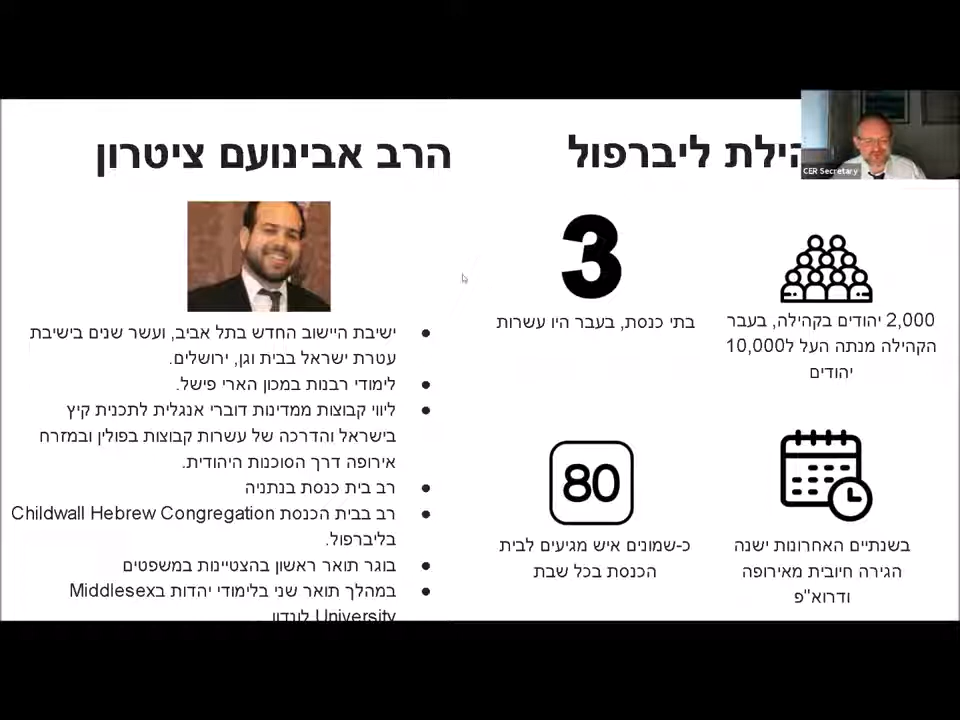 הילת ליברפול
CER Secretary
2,000 יהודים בקהילה, בעבר
הקהילה מנתה העל ל10,000
יהודים
3
בתי כנסת, בעבר היו עשרות
בשנתיים האחרונות ישנה
הגירה חיובית מאירופה
ודרוא"פ
80
כ-שמונים איש מגיעים לבית
הכנסת בכל שבת
הרב אבינועם ציטרון
● ישיבת היישוב החדש בתל אביב, ועשר שנים בישיבת
עטרת ישראל בבית וגן, ירושלים.
● לימודי רבנות במכון הארי פישל.
● ליווי קבוצות ממדינות דוברי אנגלית לתכנית קיץ
בישראל והדרכה של עשרות קבוצות בפולין ובמזרח
אירופה דרך הסוכנות היהודית.
● רב בית כנסת בנתניה
● רב בבית הכנסת Childwall Hebrew Congregation
בליברפול.
● בוגר תואר ראשון בהצטיינות במשפטים
● במהלך תואר שני בלימודי יהדות בMiddlesex
University לונדון